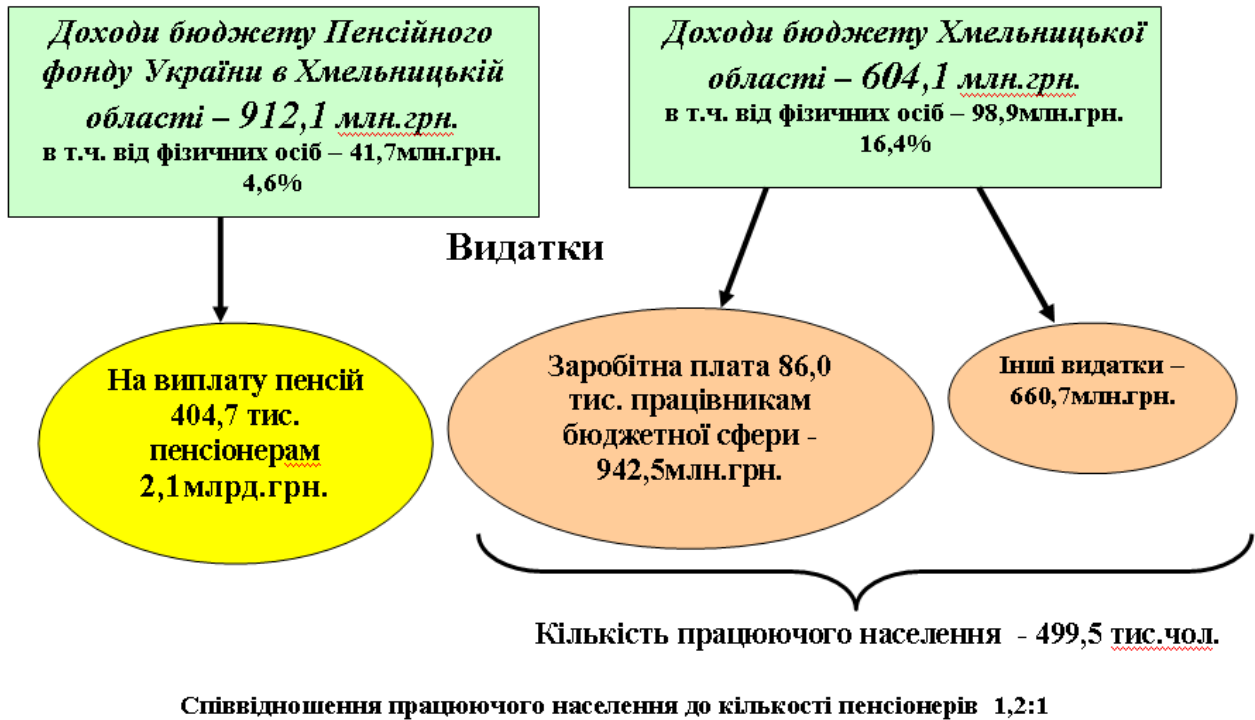 Доходи бюджету Пенсійного
фонду України в Хмельницькій
області – 912,1 млн.грн.
в т.ч. від фізичних осіб – 41,7млн.грн.
4,6%
Доходи бюджету Хмельницької
області – 604,1 млн.грн.
в т.ч. від фізичних осіб – 98,9млн.грн.
16,4%
Видатки
На виплату пенсій
404,7 тис.
пенсіонерам
2,1млрд.грн.
Заробітна плата 86,0
тис. працівникам
бюджетної сфери -
942,5млн.грн.
Інші видатки –
660,7млн.грн.
Кількість працюючого населення - 499,5 тис.чол.
Співвідношення працюючого населення до кількості пенсіонерів 1,2:1